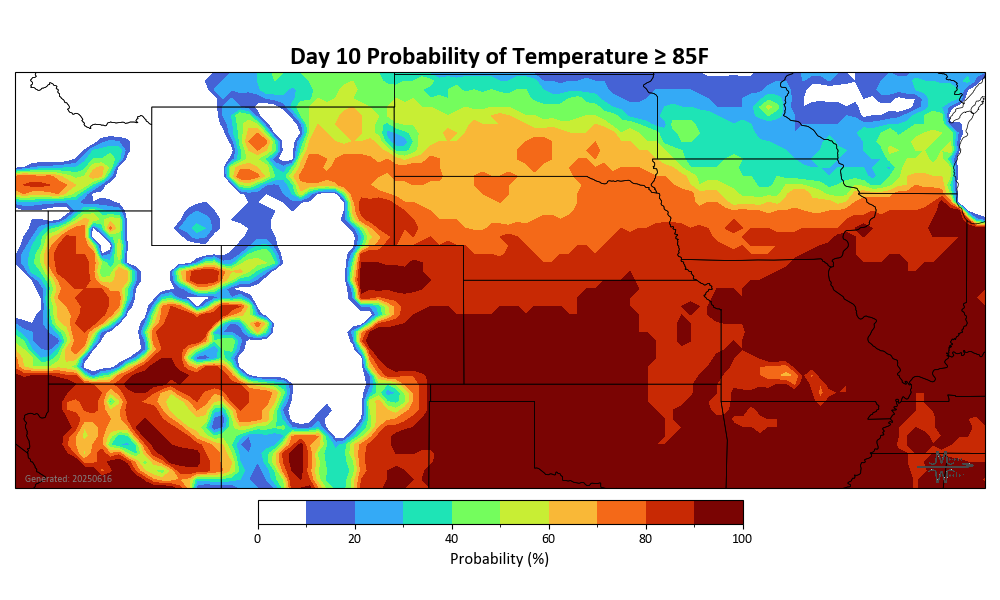 Day 10 Probability of Temperature ≥ 85F
Generated: 20250616
0 20 40 60 80 100
Probability (%)